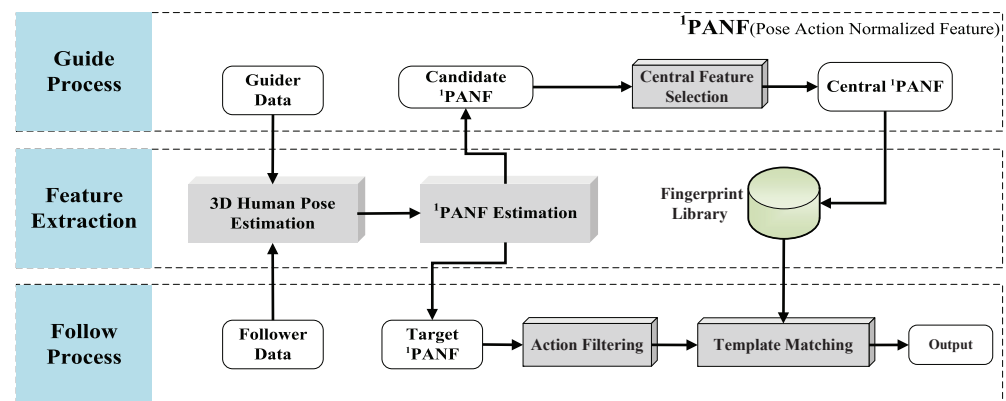 ¹PANF(Pose Action Normalized Feature)
Guide
Process
Guider
Data
Candidate
¹PANF
Central Feature
Selection
Central ¹PANF
Feature
Extraction
3D Human Pose
Estimation
¹PANF Estimation
Fingerprint
Library
Follow
Process
Follower
Data
Target
¹PANF
Action Filtering
Template Matching
Output